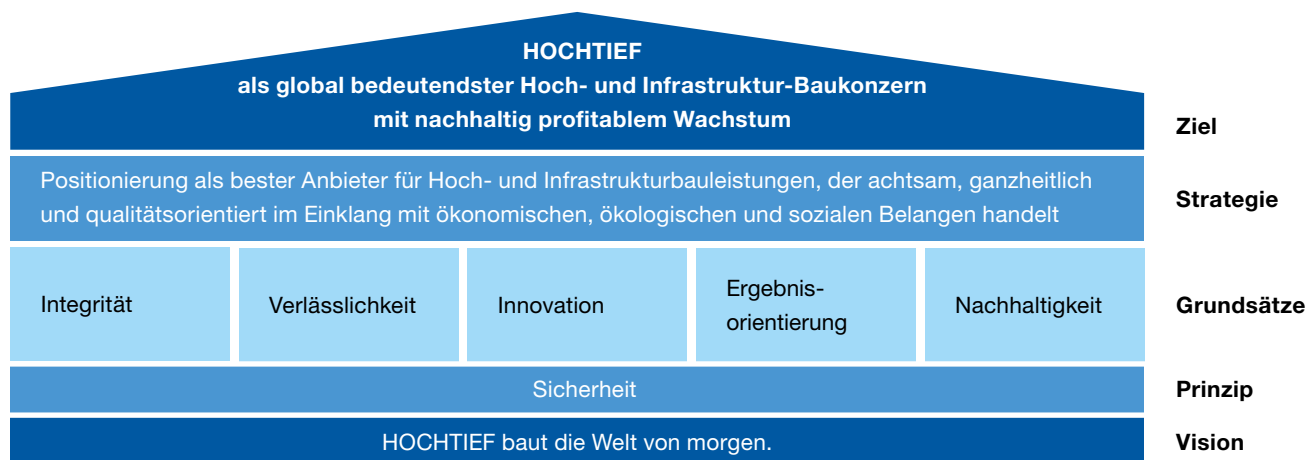 HOCHTIEF
als global bedeutendster Hoch- und Infrastruktur-Baukonzern
mit nachhaltig profitablem Wachstum
Ziel
Positionierung als bester Anbieter für Hoch- und Infrastrukturbauleistungen, der achtsam, ganzheitlich
und qualitätsorientiert im Einklang mit ökonomischen, ökologischen und sozialen Belangen handelt
Strategie
Integrität
Verlässlichkeit
Innovation
Ergebnis-
orientierung
Nachhaltigkeit
Grundsätze
Sicherheit
Prinzip
HOCHTIEF baut die Welt von morgen.
Vision